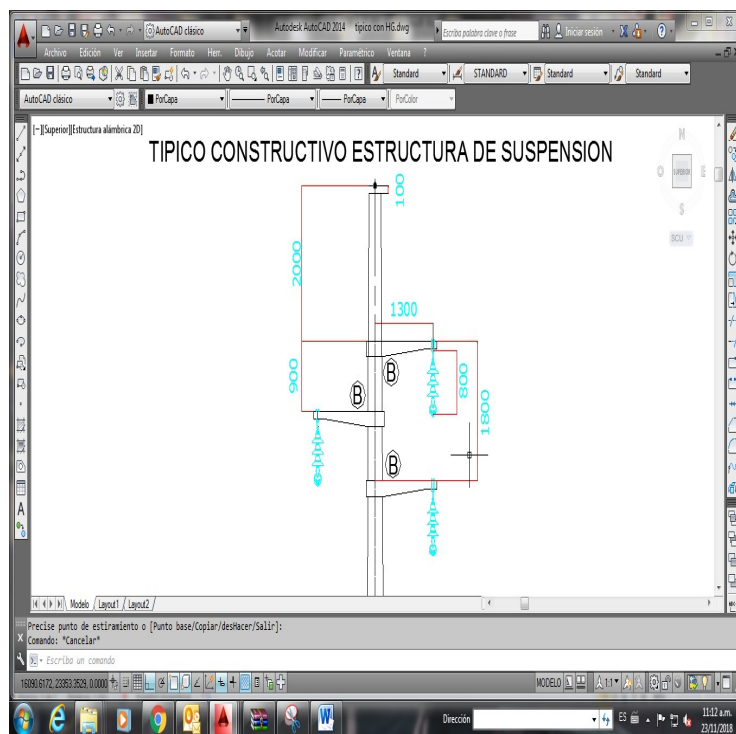 Autodesk AutoCAD 2014 tipico con HG.dwg
Escriba palabra clave o frase
Iniciar sesión
AutoCAD clásico
Archivo Edición Ver Insertar Formato Herr. Dibujo Acotar Modificar Paramétrico Ventana ?
Standard STANDARD Standard Standard
AutoCAD clásico PorCapa PorCapa PorCapa PorColor
[−][Superior][Estructura alámbrica 2D]
TIPICO CONSTRUCTIVO ESTRUCTURA DE SUSPENSION
N
O SUPERIOR E
S
SCU
100
2000
1300
900
B
B
800
1800
B
Modelo Layout1 Layout2
Precise punto de estiramiento o [Punto base/Copiar/desHacer/Salir]:
Comando: *Cancelar*
Escriba un comando
16090.6172, 23353.3529, 0.0000
MODELO
1:1
Dirección
ES
11:12 a.m.
23/11/2018